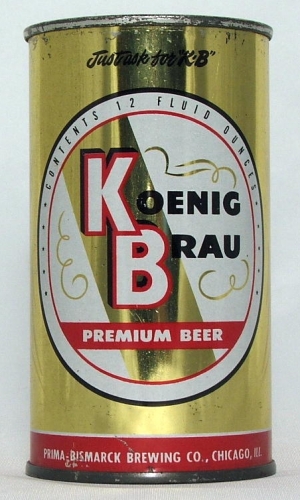 Just ask for "K-B"
CONTENTS 12 FLUID OUNCES
KOENIG
BRAU
PREMIUM BEER
PRIMA-BISMARCK BREWING CO., CHICAGO, ILL.